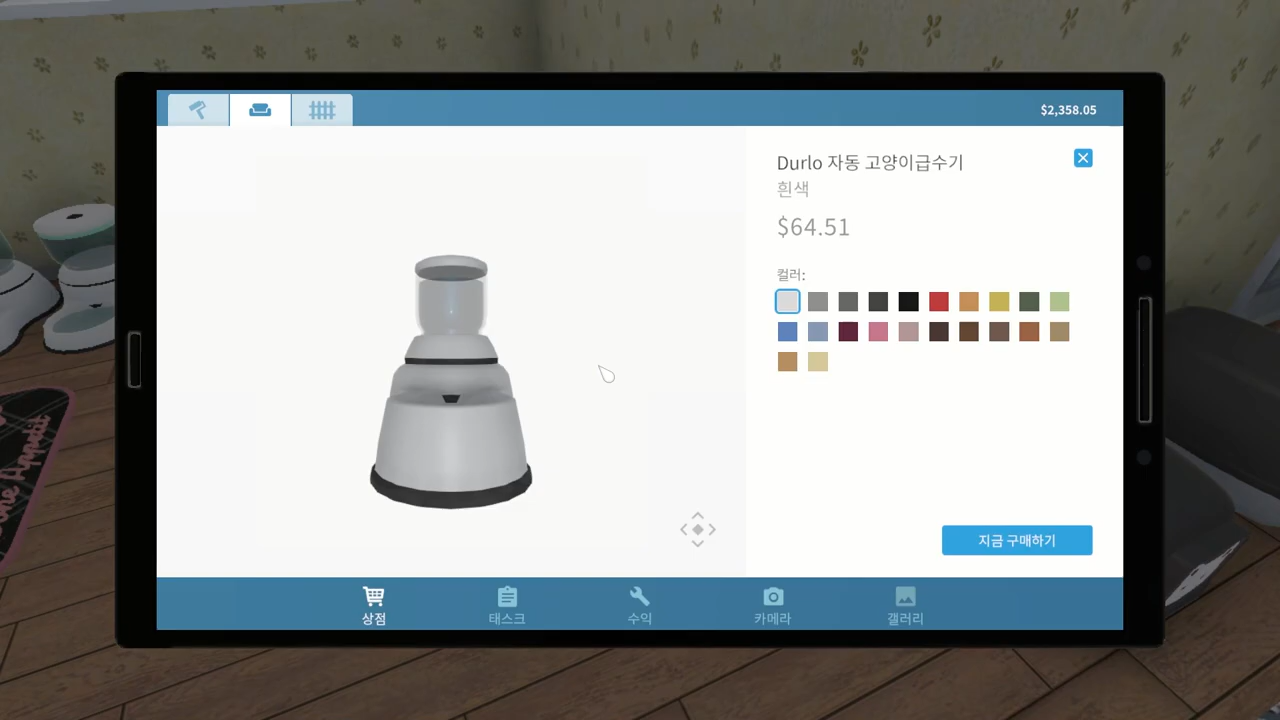 $2,358.05
Durlo 자동 고양이급수기
흰색
$64.51
컬러:
지금 구매하기
상점
태스크
수익
카메라
갤러리
Appetit